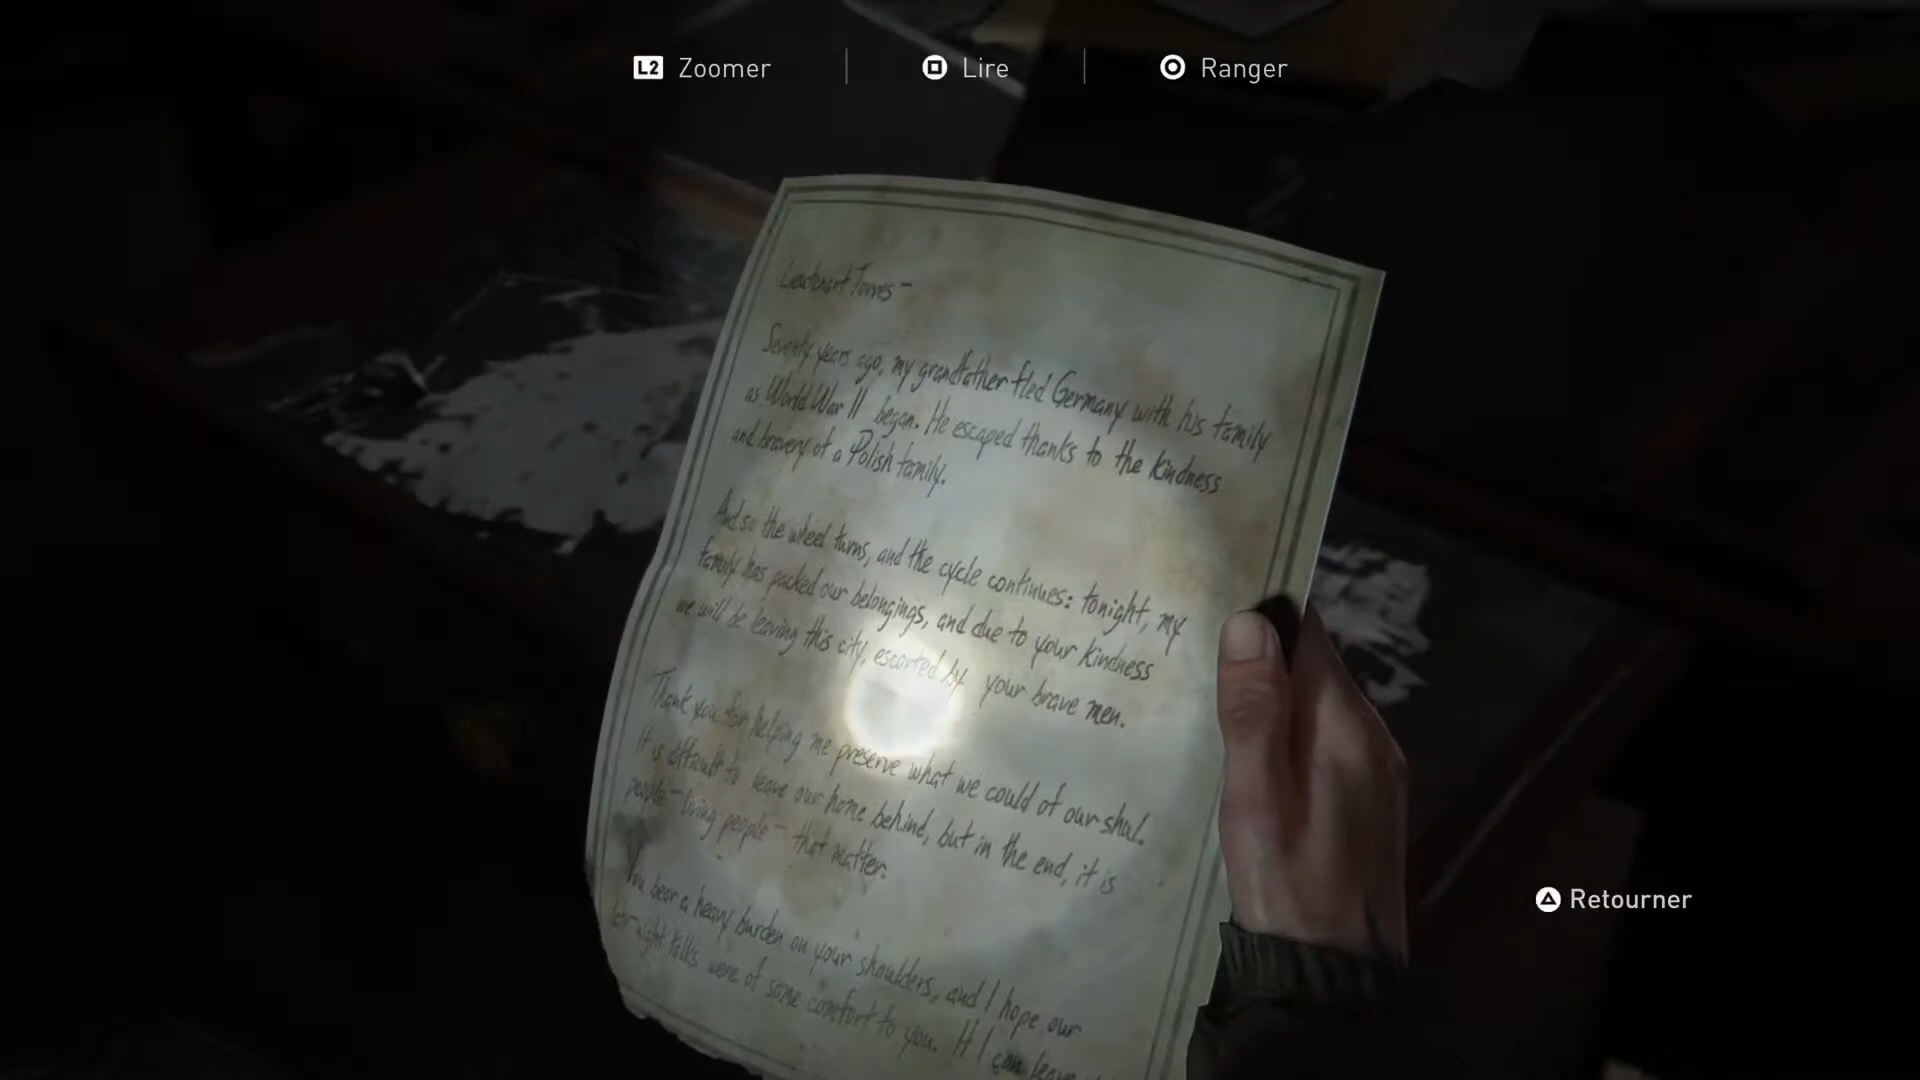 L2 Zoomer
Lire
Ranger
Lieutenant Torres-
Seventy years ago, my grandfather fled Germany with his family
as World War II began. He escaped thanks to the kindness
and bravery of a Polish family.
And so the wheel turns, and the cycle continues: tonight, my
family has packed our belongings, and due to your kindness
we will be leaving this city, escorted by your brave men.
Thank you for helping me preserve what we could of our shul.
It is difficult to leave our home behind, but in the end, it is
people-living people- that matter.
You bear a heavy burden on your shoulders, and I hope our
late-night talks were of some comfort to you. If I can leave
Retourner